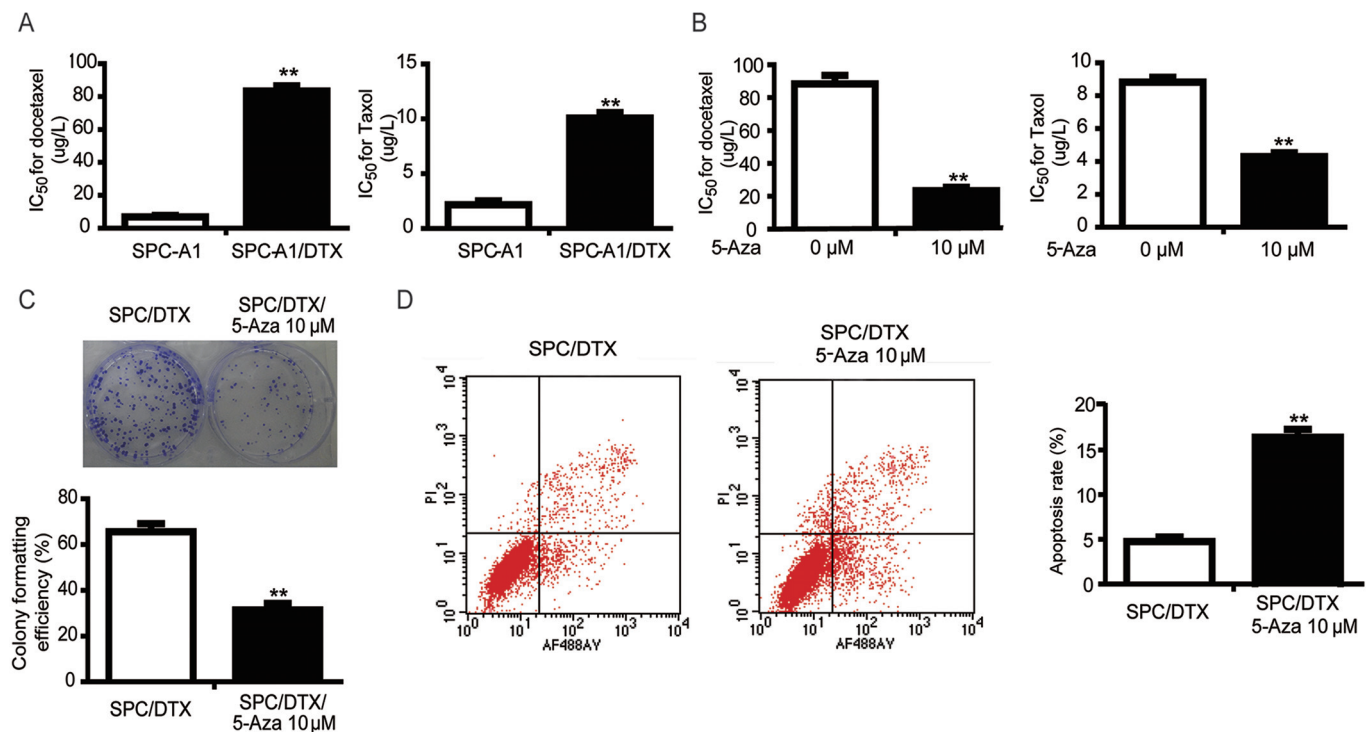 A
IC50 for docetaxel
(ug/L)
100
80
60
40
20
0
**
SPC-A1
SPC-A1/DTX
IC50 for Taxol
(ug/L)
15
10
5
0
**
SPC-A1
SPC-A1/DTX
B
IC50 for docetaxel
(ug/L)
100
80
60
40
20
0
**
5-Aza
0 µM
10 µM
IC50 for Taxol
(ug/L)
10
8
6
4
2
0
**
5-Aza
0 µM
10 µM
C
SPC/DTX
SPC/DTX/
5-Aza 10 µM
Colony formatting
efficiency (%)
80
60
40
20
0
**
SPC/DTX
SPC/DTX/
5-Aza 10 µM
D
SPC/DTX
PI
10^4
10^3
10^2
10^1
10^0
10^0 10^1 10^2 10^3 10^4
AF488AY
SPC/DTX
5-Aza 10 µM
PI
10^4
10^3
10^2
10^1
10^0
10^0 10^1 10^2 10^3 10^4
AF488AY
Apoptosis rate (%)
20
15
10
5
0
**
SPC/DTX
SPC/DTX
5-Aza 10 µM